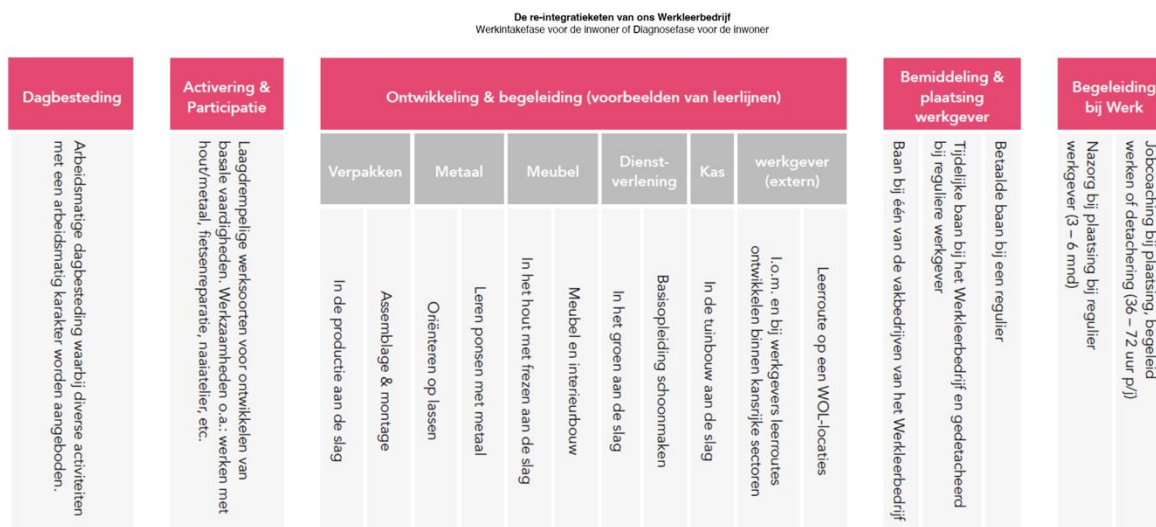 De re-integratieketen van ons Werkleerbedrijf
Werkintakefase voor de inwoner of Diagnosefase voor de inwoner
Dagbesteding
Arbeidsmatige dagbesteding waarbij diverse activiteiten
met een arbeidsmatig karakter worden aangeboden.
Activering &
Participatie
Laagdrempelige werksoorten voor ontwikkelen van
basale vaardigheden. Werkzaamheden o.a.: werken met
hout/metaal, fietsenreparatie, naaiatelier, etc.
Ontwikkeling & begeleiding (voorbeelden van leerlijnen)
Verpakken
In de productie aan de slag
Assemblage & montage
Metaal
Oriënteren op lassen
Leren ponsen met metaal
Meubel
In het hout met frezen aan de slag
Meubel en interieurbouw
Dienst-
verlening
In het groen aan de slag
Basisopleiding schoonmaken
Kas
In de tuinbouw aan de slag
werkgever
(extern)
I.o.m. en bij werkgevers leerroutes
ontwikkelen binnen kansrijke sectoren
Leerroute op een WOL-locaties
Bemiddeling &
plaatsing
werkgever
Baan bij één van de vakbedrijven van het Werkleerbedrijf
Tijdelijke baan bij het Werkleerbedrijf en gedetacheerd
bij reguliere werkgever
Betaalde baan bij een regulier
Begeleiding
bij Werk
Nazorg bij plaatsing bij regulier
werkgever (3 – 6 mnd)
Jobcoaching bij plaatsing, begeleid
werken of detachering (36 – 72 uur p/j)